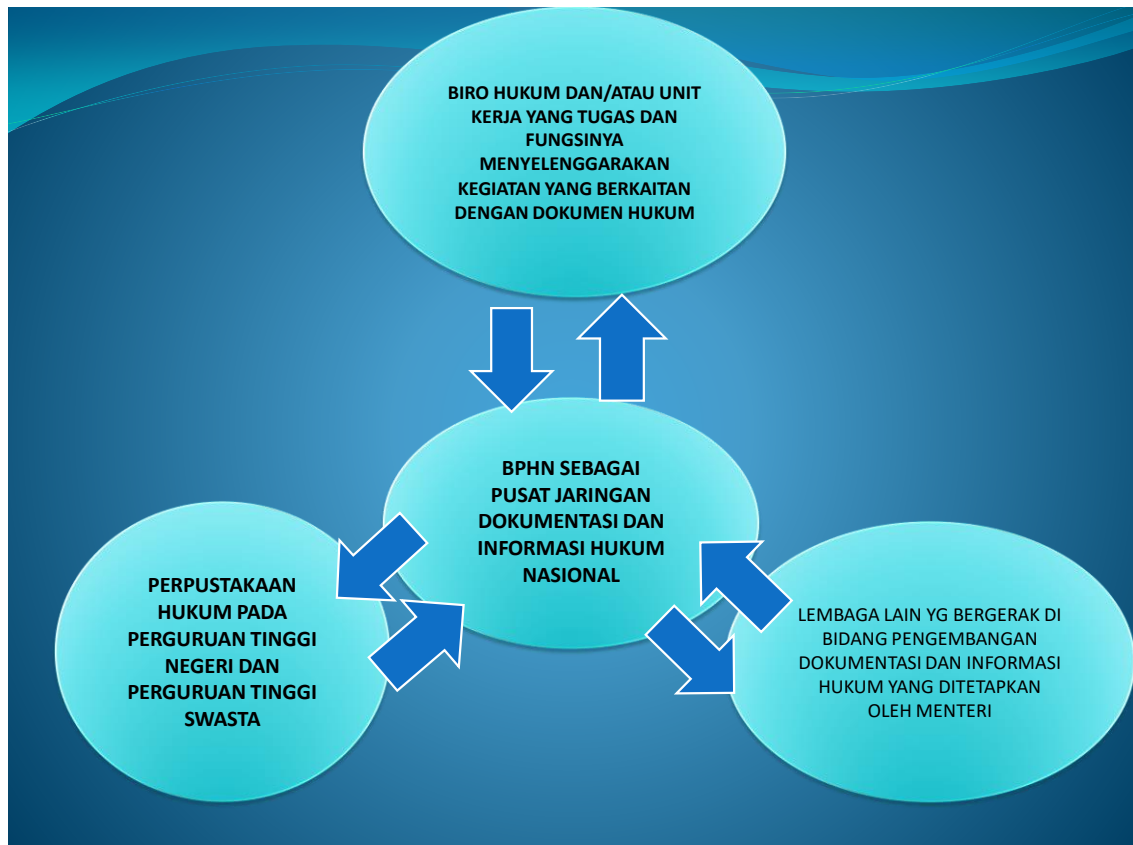 BIRO HUKUM DAN/ATAU UNIT
KERJA YANG TUGAS DAN
FUNGSINYA
MENYELENGGARAKAN
KEGIATAN YANG BERKAITAN
DENGAN DOKUMEN HUKUM
BPHN SEBAGAI
PUSAT JARINGAN
DOKUMENTASI DAN
INFORMASI HUKUM
NASIONAL
PERPUSTAKAAN
HUKUM PADA
PERGURUAN TINGGI
NEGERI DAN
PERGURUAN TINGGI
SWASTA
LEMBAGA LAIN YG BERGERAK DI
BIDANG PENGEMBANGAN
DOKUMENTASI DAN INFORMASI
HUKUM YANG DITETAPKAN
OLEH MENTERI